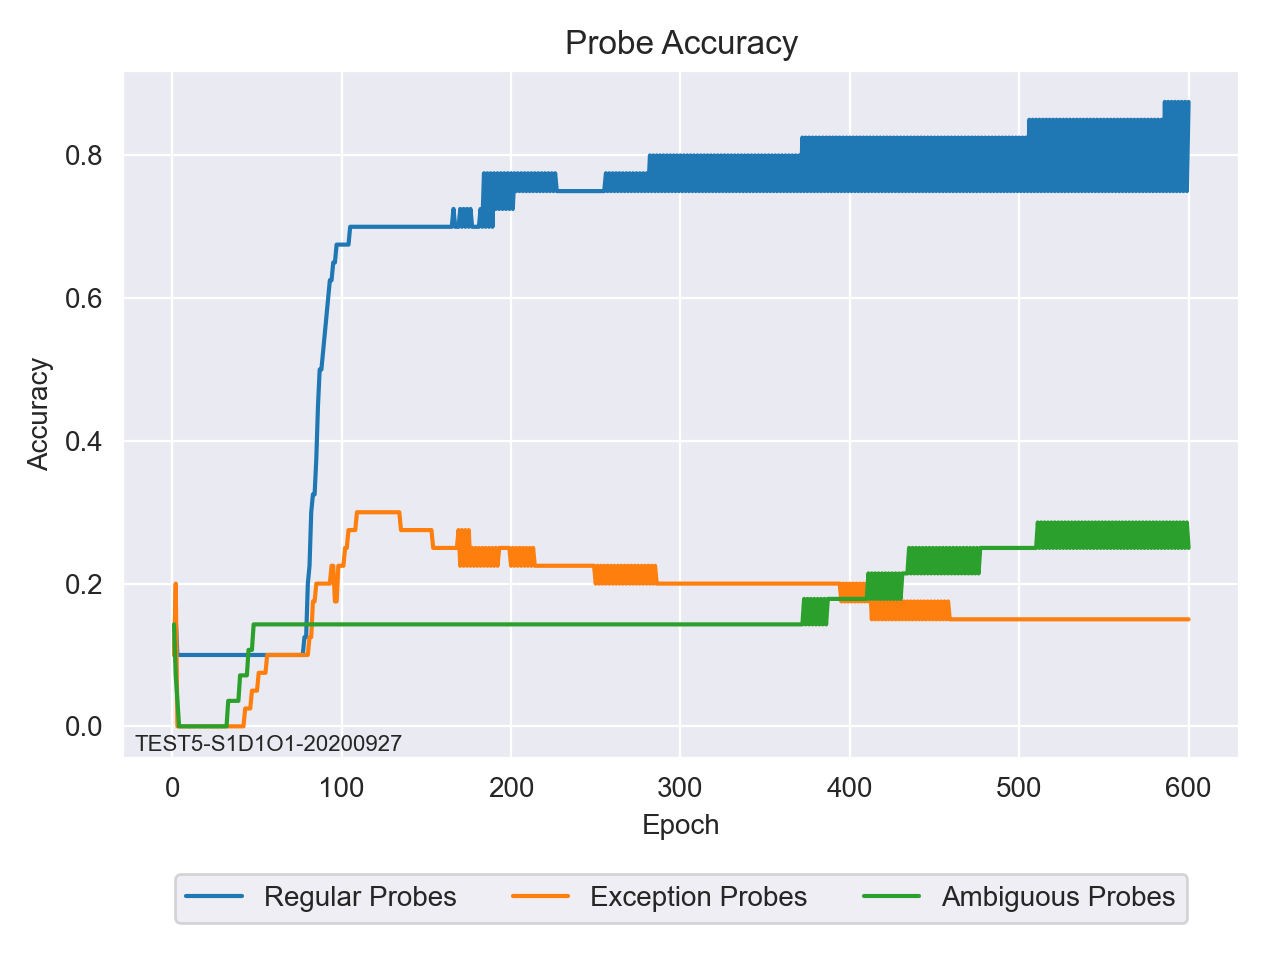 Probe Accuracy
Accuracy
0.8
0.6
0.4
0.2
0.0
TEST5-S1D1O1-20200927
0 100 200 300 400 500 600
Epoch
Regular Probes Exception Probes Ambiguous Probes